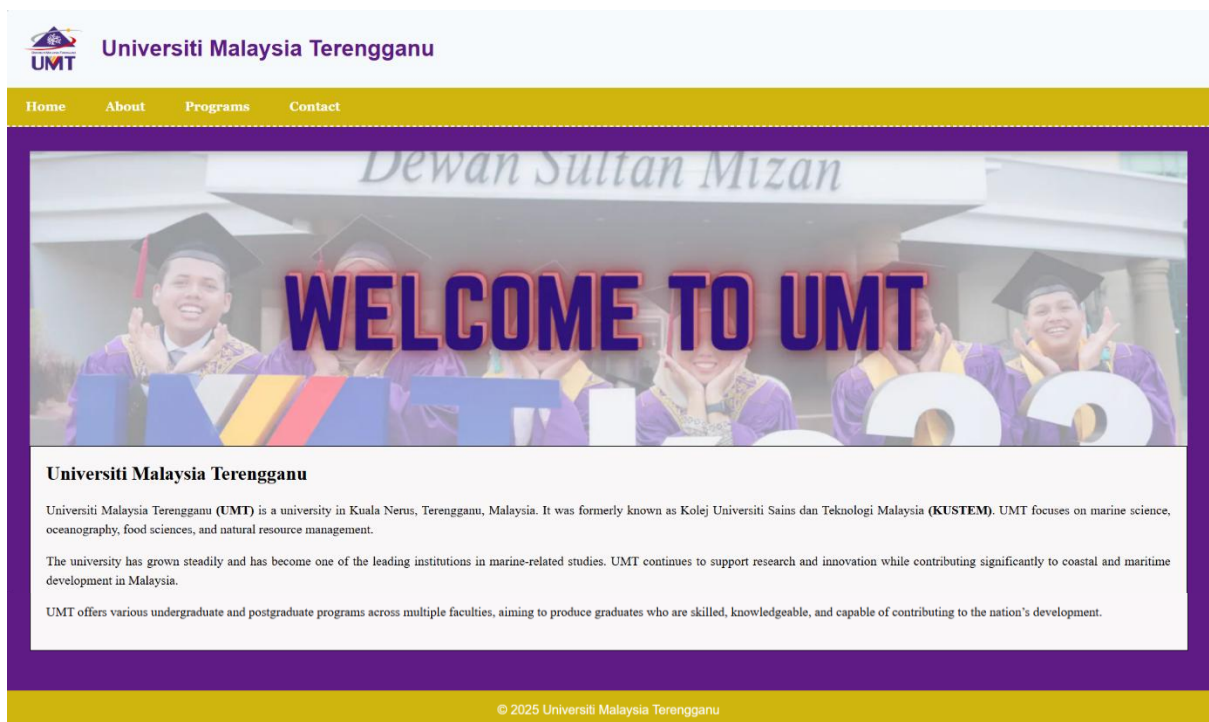 UMT
Universiti Malaysia Terengganu
Home About Programs Contact
Dewan Sultan Mizan
WELCOME TO UMT
UMT
Universiti Malaysia Terengganu
Universiti Malaysia Terengganu (UMT) is a university in Kuala Nerus, Terengganu, Malaysia. It was formerly known as Kolej Universiti Sains dan Teknologi Malaysia (KUSTEM). UMT focuses on marine science,
oceanography, food sciences, and natural resource management.
The university has grown steadily and has become one of the leading institutions in marine-related studies. UMT continues to support research and innovation while contributing significantly to coastal and maritime
development in Malaysia.
UMT offers various undergraduate and postgraduate programs across multiple faculties, aiming to produce graduates who are skilled, knowledgeable, and capable of contributing to the nation’s development.
© 2025 Universiti Malaysia Terengganu